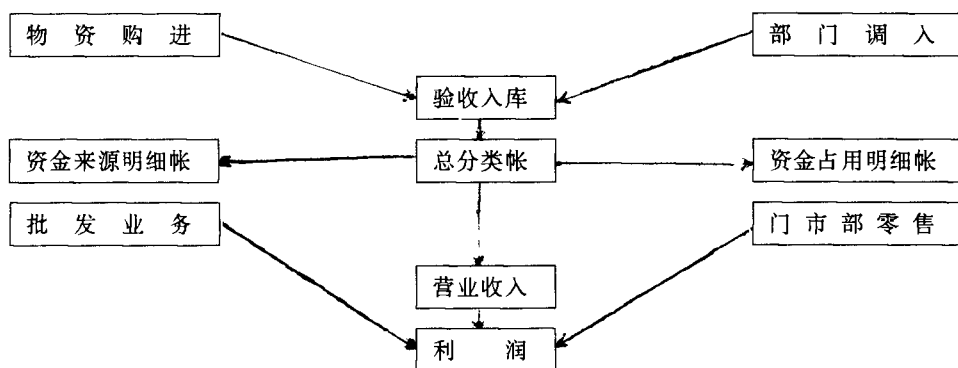 物资购进
部门调入
验收入库
资金来源明细帐
总分类帐
资金占用明细帐
批发业务
门市部零售
营业收入
利润